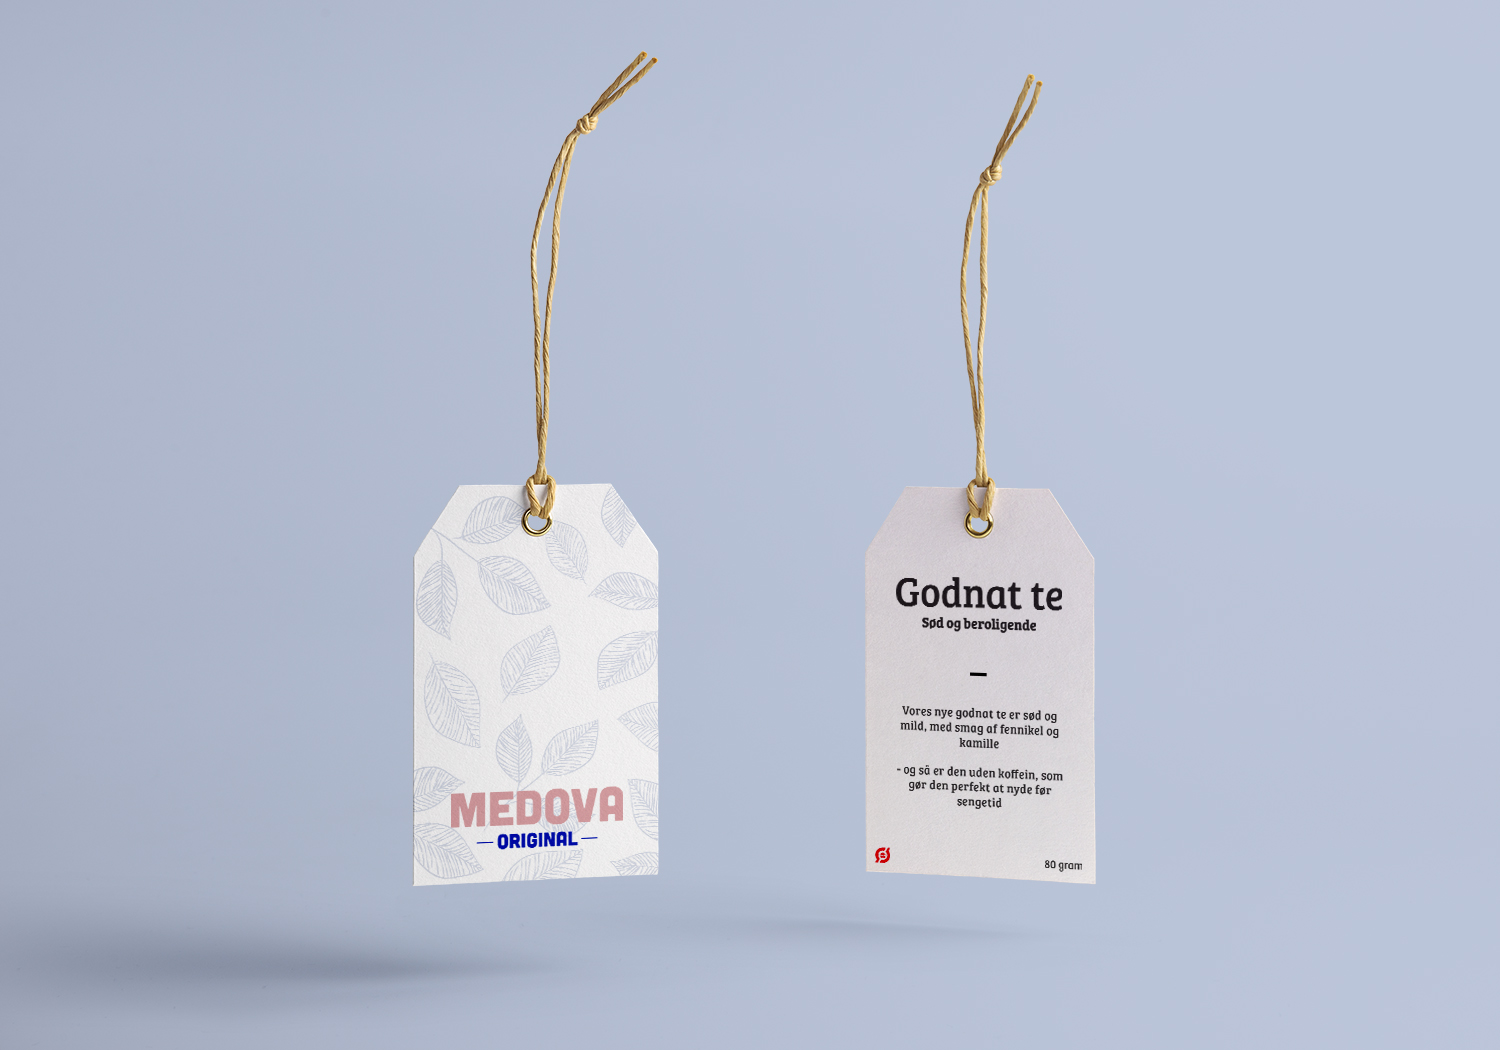 MEDOVA
ORIGINAL
Godnat te
Sød og beroligende
Vores nye godnat te er sød og
mild, med smag af fennikel og
kamille
- og så er den uden koffein, som
gør den perfekt at nyde før
sengetid
80 gram